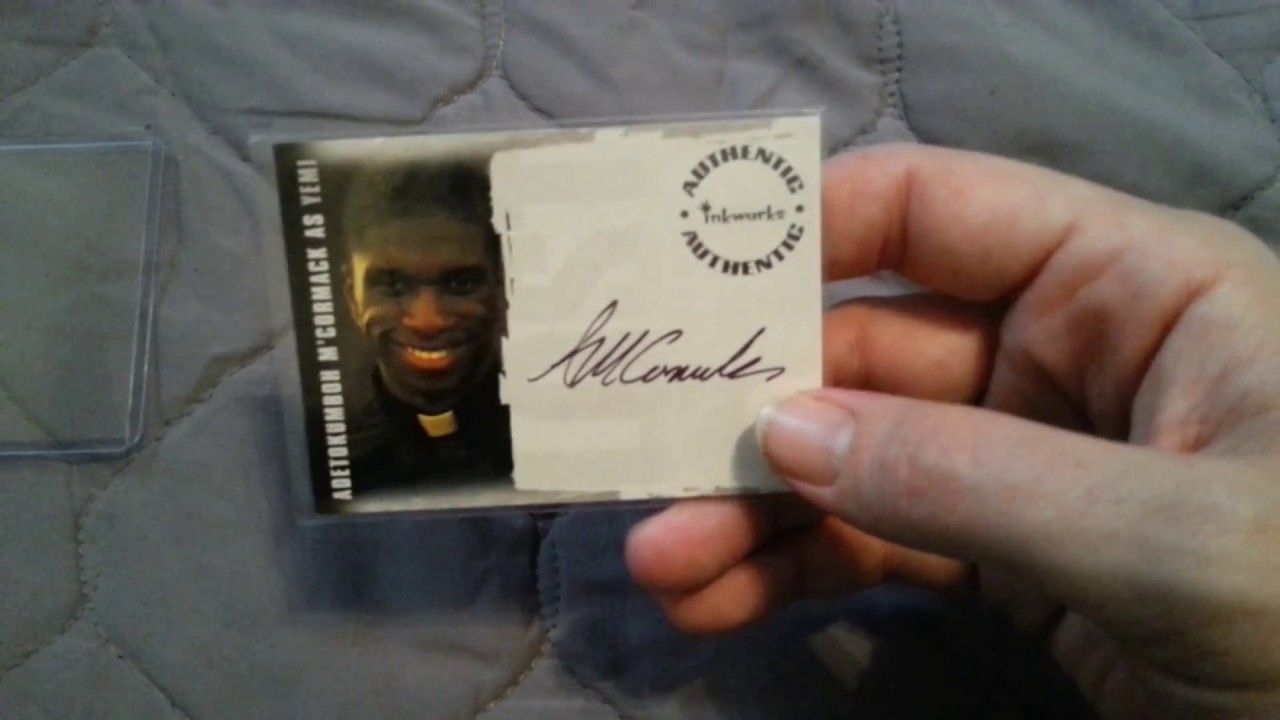 ADETOKUMBOH M'CORMACK AS YEMI
AUTHENTIC
inkworks
AUTHENTIC